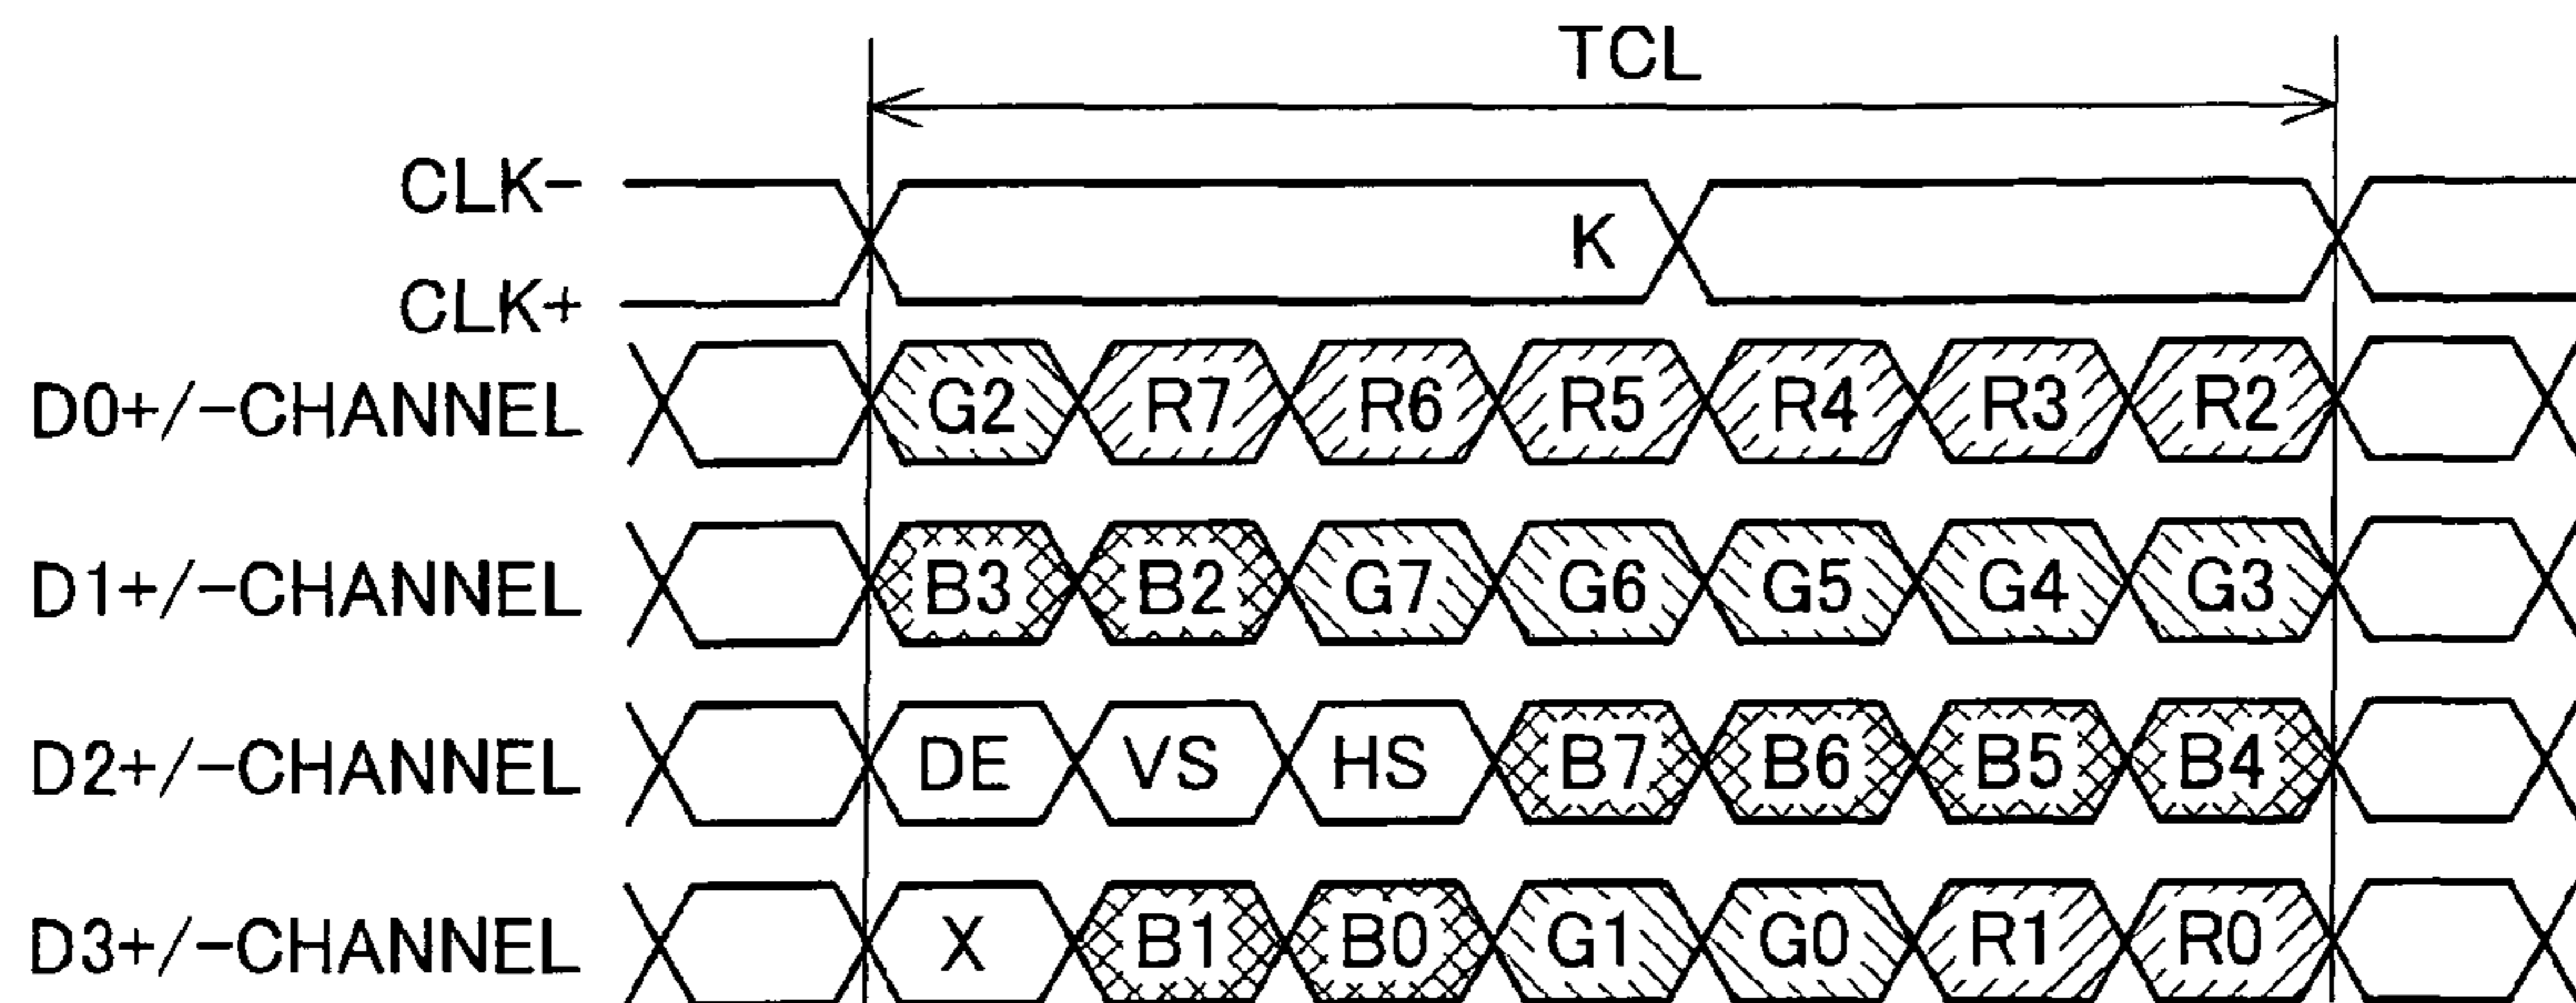 TCL
CLK-
K
CLK+
D0+/-CHANNEL G2 R7 R6 R5 R4 R3 R2
D1+/-CHANNEL B3 B2 G7 G6 G5 G4 G3
D2+/-CHANNEL DE VS HS B7 B6 B5 B4
D3+/-CHANNEL X B1 B0 G1 G0 R1 R0